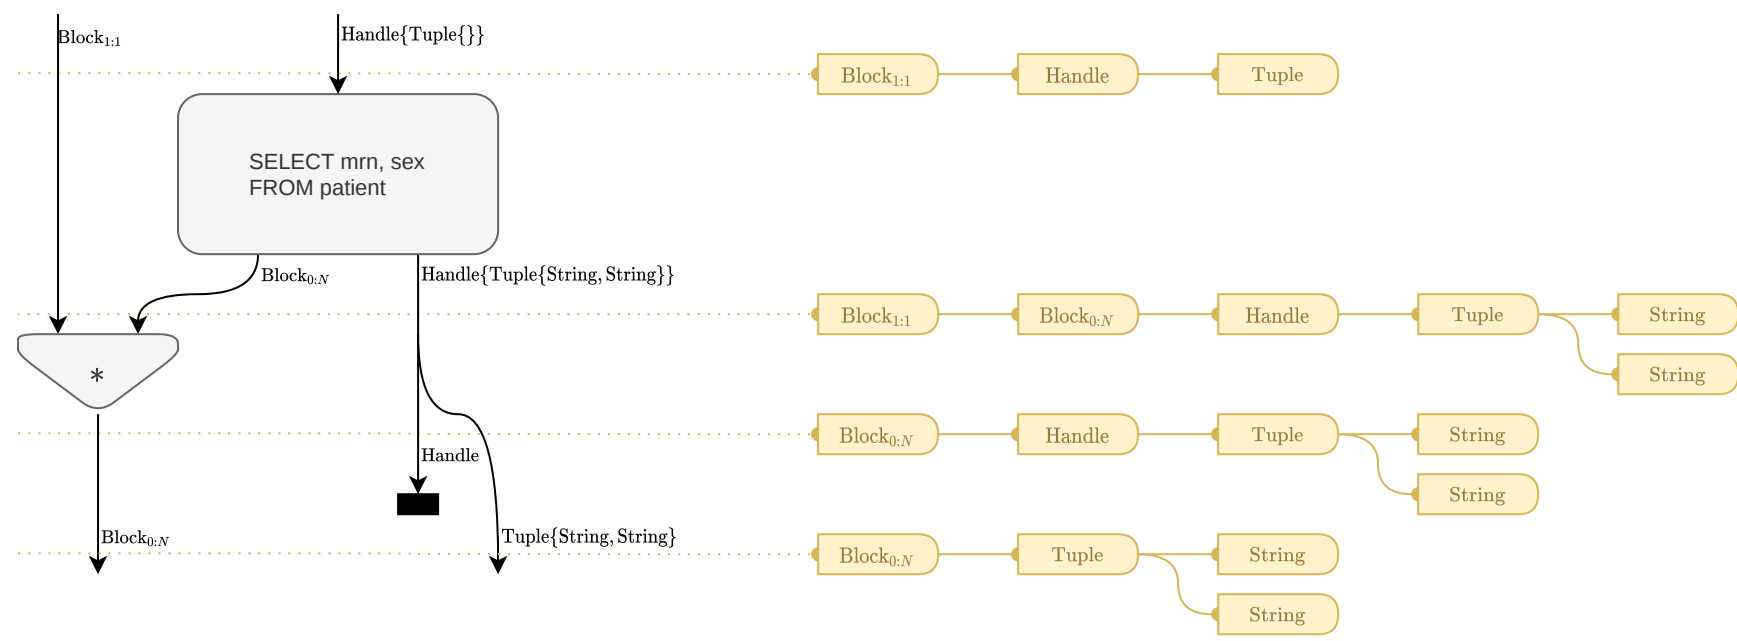 Block₁:₁
Handle{Tuple{}}
Block₁:₁ Handle Tuple
SELECT mrn, sex
FROM patient
Block₀:N
Handle{Tuple{String, String}}
Block₁:₁ Block₀:N Handle Tuple String
String
*
Block₀:N Handle Tuple String
Handle
String
Block₀:N
Tuple{String, String}
Block₀:N Tuple String
String